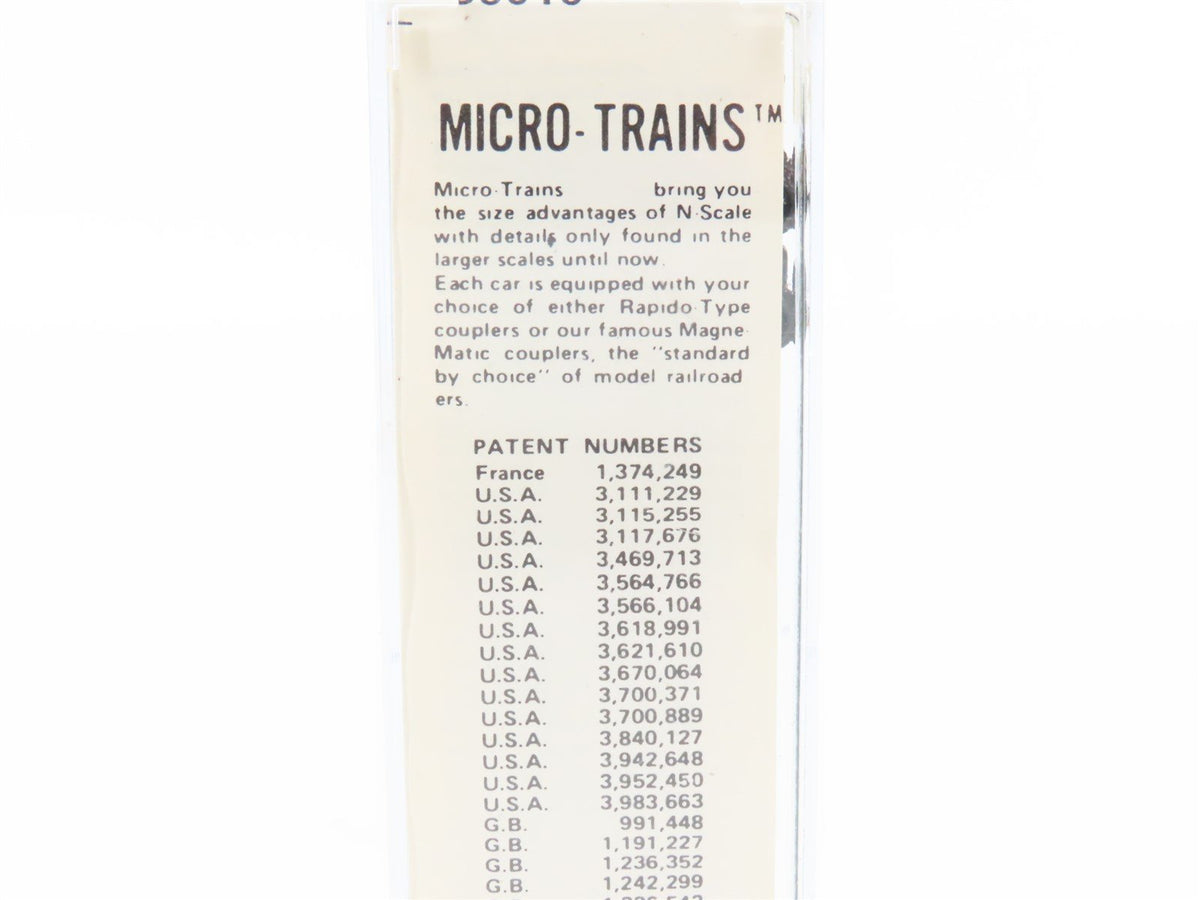 MICRO-TRAINS™
Micro-Trains bring you
the size advantages of N-Scale
with details only found in the
larger scales until now.
Each car is equipped with your
choice of either Rapido-Type
couplers or our famous Magne-
Matic couplers, the "standard
by choice" of model railroad
ers.
PATENT NUMBERS
France 1,374,249
U.S.A. 3,111,229
U.S.A. 3,115,255
U.S.A. 3,117,676
U.S.A. 3,469,713
U.S.A. 3,564,766
U.S.A. 3,566,104
U.S.A. 3,618,991
U.S.A. 3,621,610
U.S.A. 3,670,064
U.S.A. 3,700,371
U.S.A. 3,700,889
U.S.A. 3,840,127
U.S.A. 3,942,648
U.S.A. 3,952,450
U.S.A. 3,983,663
G.B. 991,448
G.B. 1,191,227
G.B. 1,236,352
G.B. 1,242,299